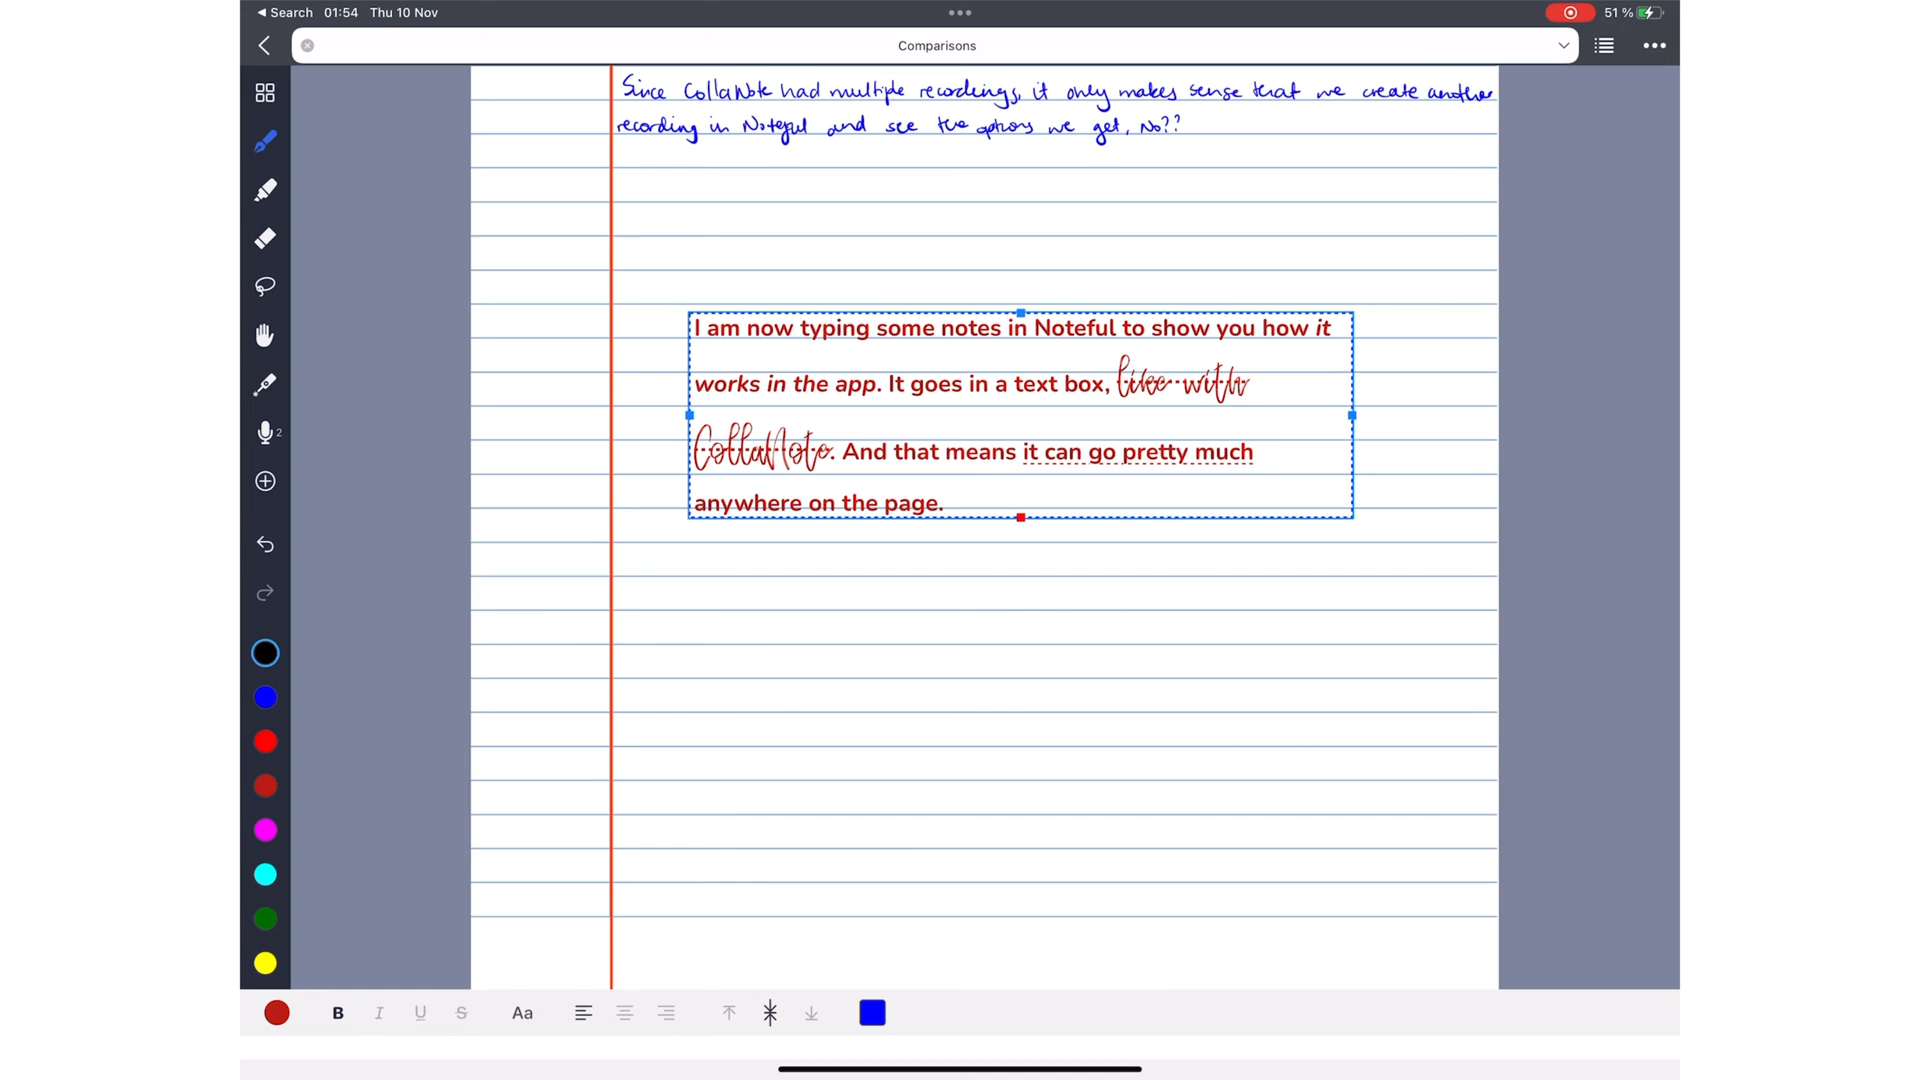 Search 01:54 Thu 10 Nov
51 %
Comparisons
Since CollaNote had multiple recordings, it only makes sense that we create another
recording in Noteful and see the options we get, No??
I am now typing some notes in Noteful to show you how it
works in the app. It goes in a text box, like with
CollaNote. And that means it can go pretty much
anywhere on the page.
2
B I U S Aa